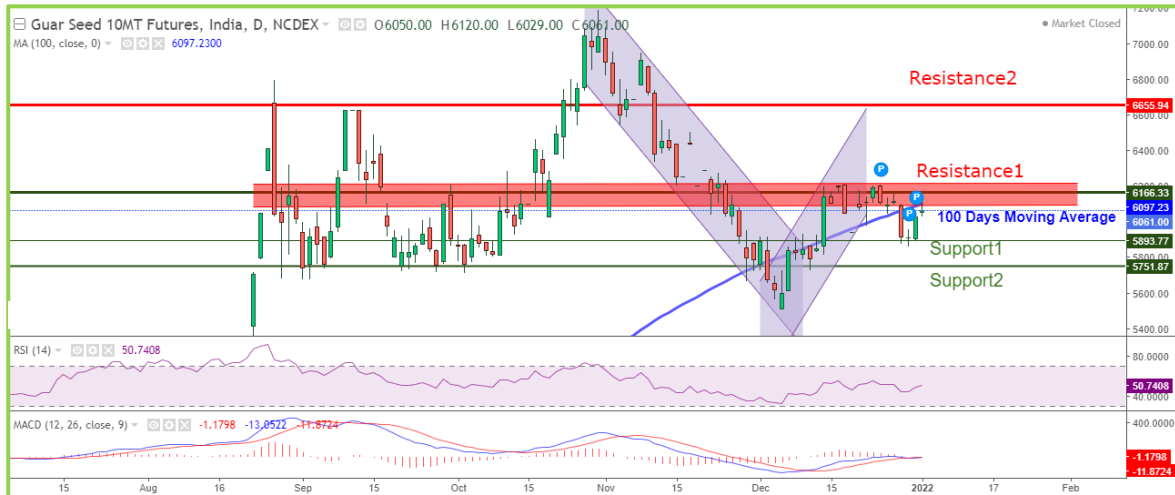 Guar Seed 10MT Futures, India, D, NCDEX O6050.00 H6120.00 L6029.00 C6061.00
Market Closed
MA (100, close, 0) 6097.2300
7200.00
7000.00
6800.00
6655.94
6600.00
6400.00
6166.33
6097.23
6061.00
5893.77
5800.00
5751.87
5600.00
5400.00
Resistance2
Resistance1
P
P
P
100 Days Moving Average
Support1
Support2
RSI (14) 50.7408
80.0000
50.7408
40.0000
MACD (12, 26, close, 9) -1.1798 -13.0522 -11.8724
400.0000
-1.1798
-11.8724
15 Aug 16 Sep 15 Oct 15 Nov 15 Dec 15 2022 17 Feb